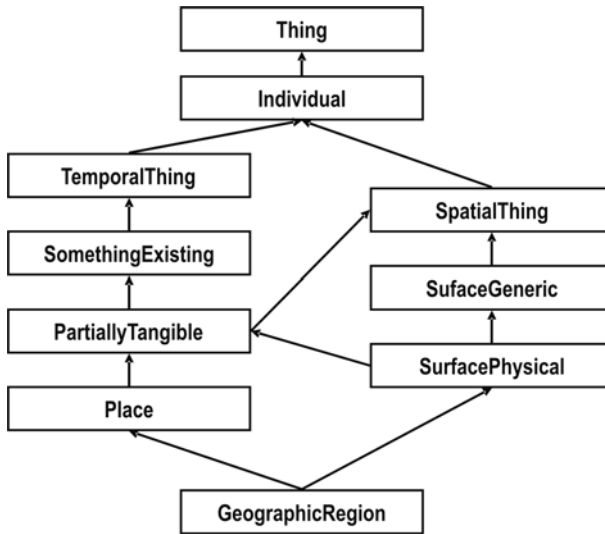 Thing
Individual
TemporalThing
SpatialThing
SomethingExisting
SufaceGeneric
PartiallyTangible
SurfacePhysical
Place
GeographicRegion